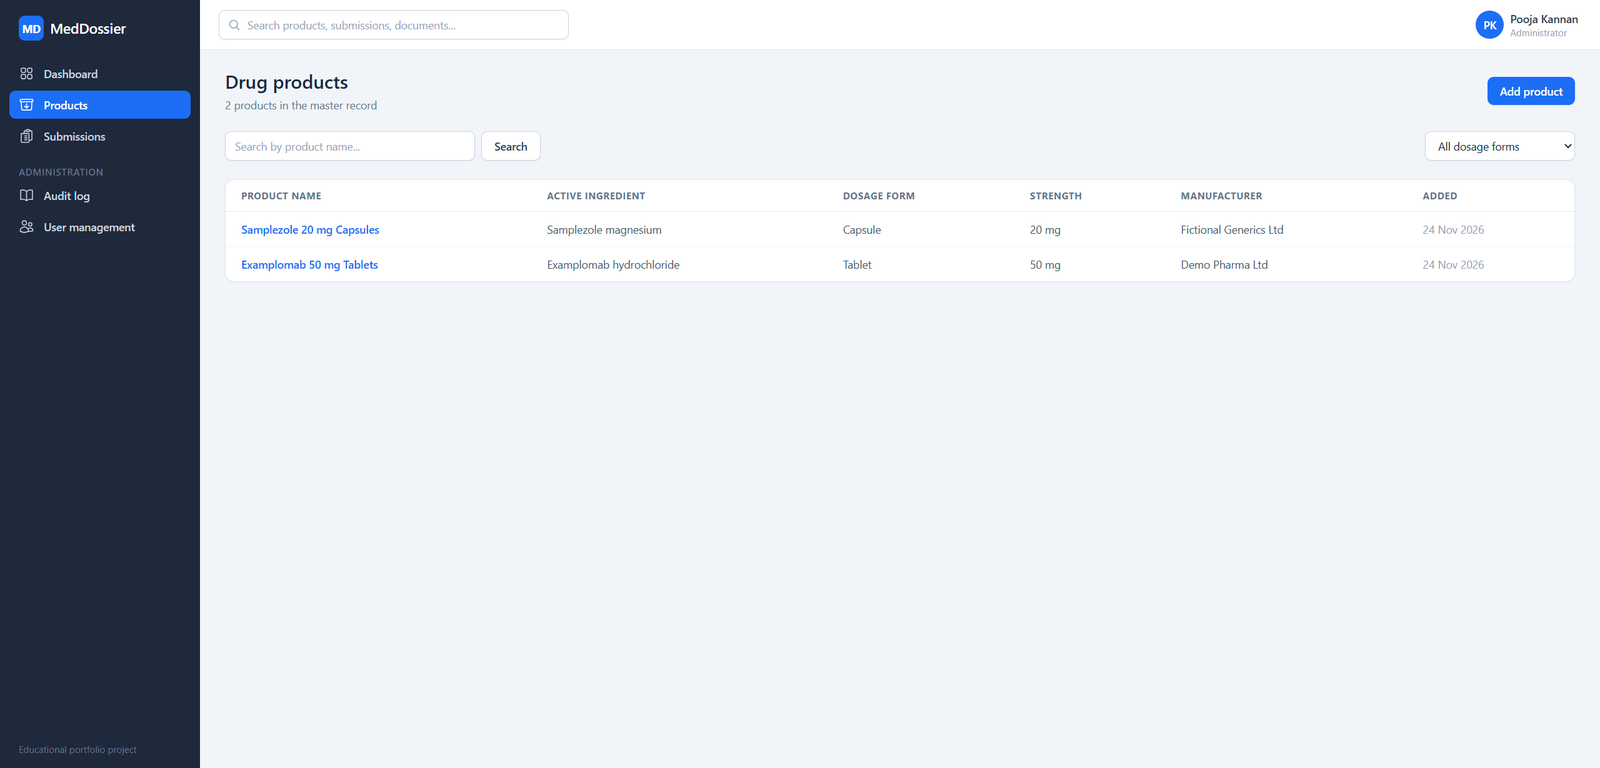 MD MedDossier
Search products, submissions, documents...
PK
Pooja Kannan
Administrator
Dashboard
Products
Submissions
ADMINISTRATION
Audit log
User management
Drug products
2 products in the master record
Add product
Search by product name...
Search
All dosage forms
PRODUCT NAME ACTIVE INGREDIENT DOSAGE FORM STRENGTH MANUFACTURER ADDED
Samplezole 20 mg Capsules Samplezole magnesium Capsule 20 mg Fictional Generics Ltd 24 Nov 2026
Examplomab 50 mg Tablets Examplomab hydrochloride Tablet 50 mg Demo Pharma Ltd 24 Nov 2026
Educational portfolio project